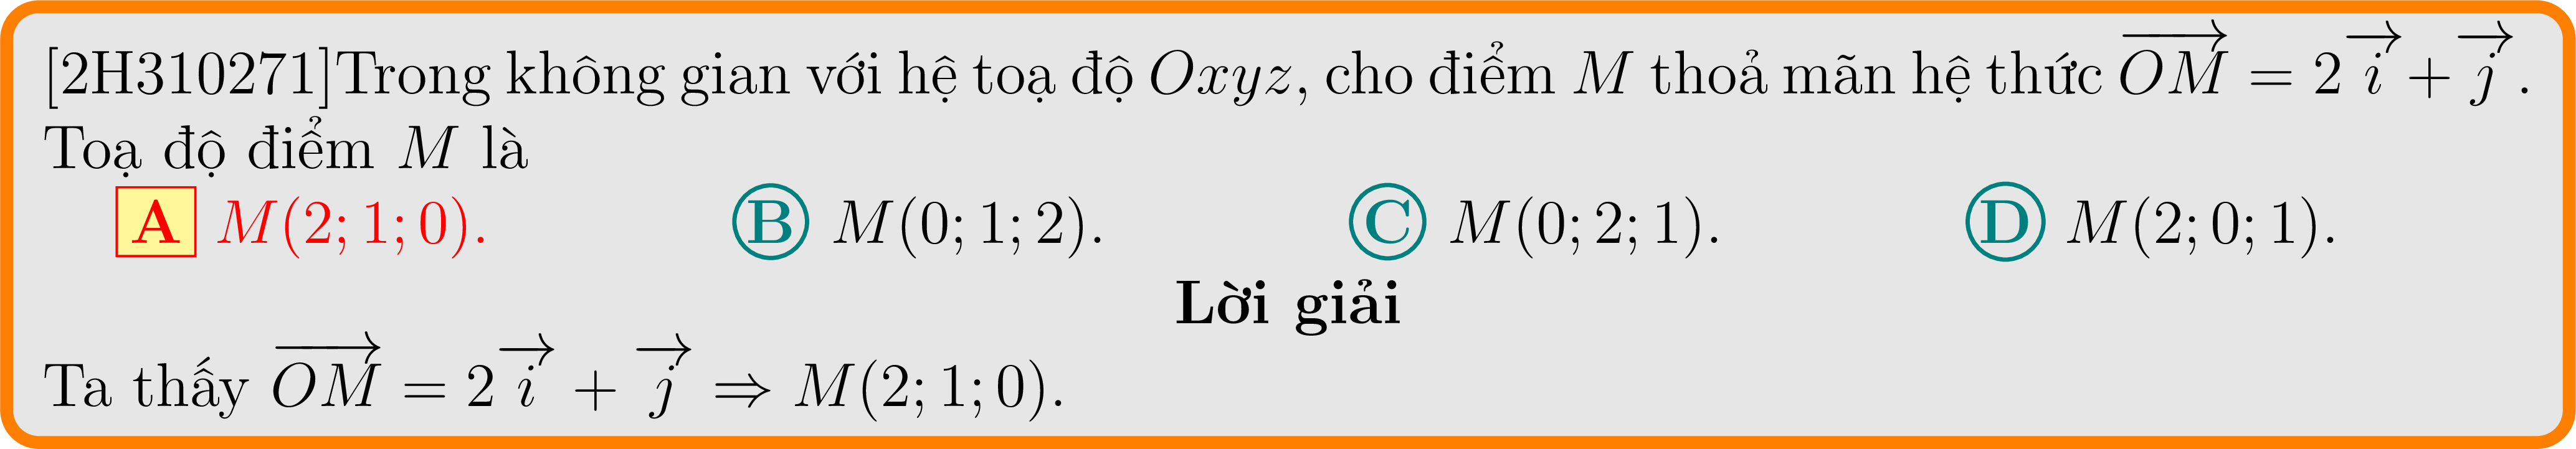 [2H310271]Trong không gian với hệ toạ độ $Oxyz$, cho điểm $M$ thoả mãn hệ thức $\overrightarrow{OM} = 2\overrightarrow{i} + \overrightarrow{j}$.
Toạ độ điểm $M$ là
A $M(2; 1; 0)$. B $M(0; 1; 2)$. C $M(0; 2; 1)$. D $M(2; 0; 1)$.
Lời giải
Ta thấy $\overrightarrow{OM} = 2\overrightarrow{i} + \overrightarrow{j} \Rightarrow M(2; 1; 0)$.